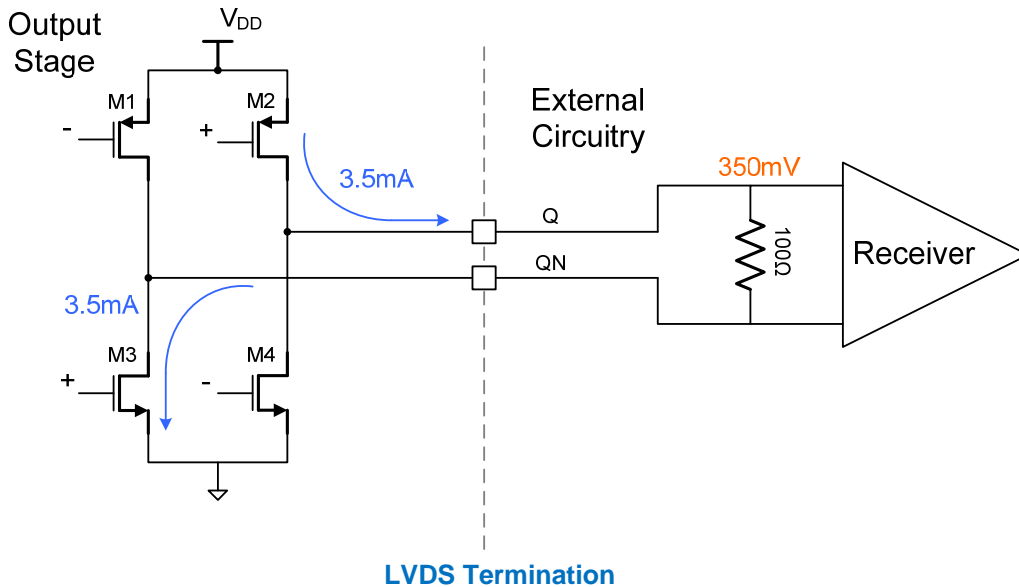 Output
Stage
VDD
M1
M2
-
+
3.5mA
External
Circuitry
350mV
Q
100Ω
Receiver
QN
3.5mA
M3
M4
+
-
LVDS Termination